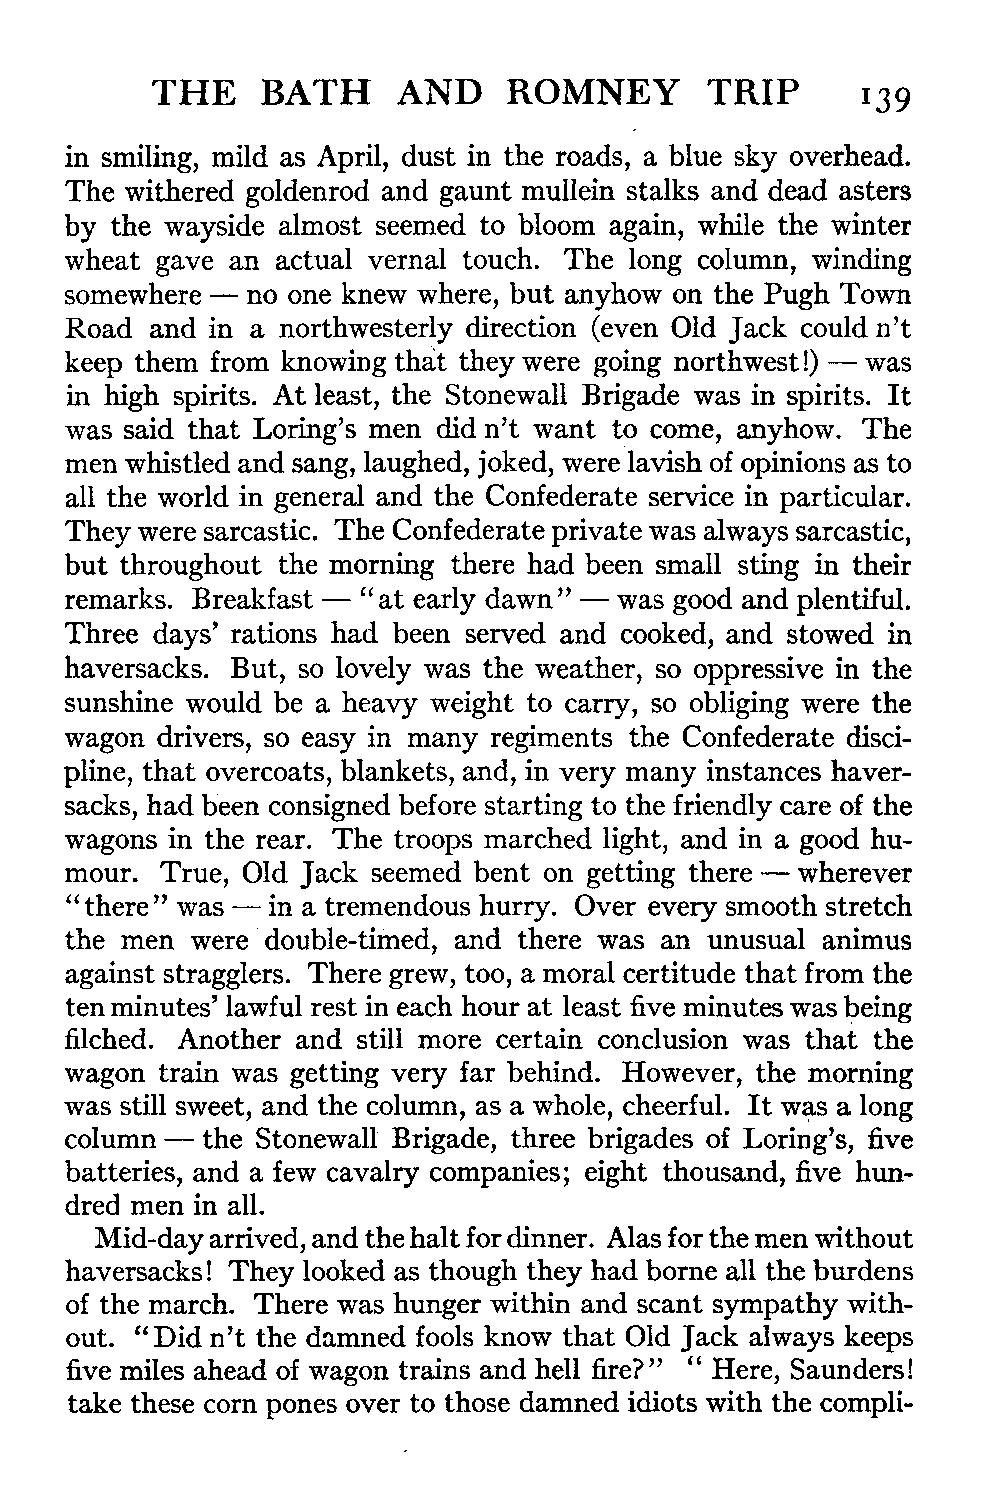 THE BATH AND ROMNEY TRIP 139
in smiling, mild as April, dust in the roads, a blue sky overhead.
The withered goldenrod and gaunt mullein stalks and dead asters
by the wayside almost seemed to bloom again, while the winter
wheat gave an actual vernal touch. The long column, winding
somewhere — no one knew where, but anyhow on the Pugh Town
Road and in a northwesterly direction (even Old Jack could n't
keep them from knowing that they were going northwest!) — was
in high spirits. At least, the Stonewall Brigade was in spirits. It
was said that Loring's men did n't want to come, anyhow. The
men whistled and sang, laughed, joked, were lavish of opinions as to
all the world in general and the Confederate service in particular.
They were sarcastic. The Confederate private was always sarcastic,
but throughout the morning there had been small sting in their
remarks. Breakfast — "at early dawn" — was good and plentiful.
Three days' rations had been served and cooked, and stowed in
haversacks. But, so lovely was the weather, so oppressive in the
sunshine would be a heavy weight to carry, so obliging were the
wagon drivers, so easy in many regiments the Confederate disci-
pline, that overcoats, blankets, and, in very many instances haver-
sacks, had been consigned before starting to the friendly care of the
wagons in the rear. The troops marched light, and in a good hu-
mour. True, Old Jack seemed bent on getting there — wherever
"there" was — in a tremendous hurry. Over every smooth stretch
the men were double-timed, and there was an unusual animus
against stragglers. There grew, too, a moral certitude that from the
ten minutes' lawful rest in each hour at least five minutes was being
filched. Another and still more certain conclusion was that the
wagon train was getting very far behind. However, the morning
was still sweet, and the column, as a whole, cheerful. It was a long
column — the Stonewall Brigade, three brigades of Loring's, five
batteries, and a few cavalry companies; eight thousand, five hun-
dred men in all.
Mid-day arrived, and the halt for dinner. Alas for the men without
haversacks! They looked as though they had borne all the burdens
of the march. There was hunger within and scant sympathy with-
out. "Did n't the damned fools know that Old Jack always keeps
five miles ahead of wagon trains and hell fire?" " Here, Saunders!
take these corn pones over to those damned idiots with the compli-